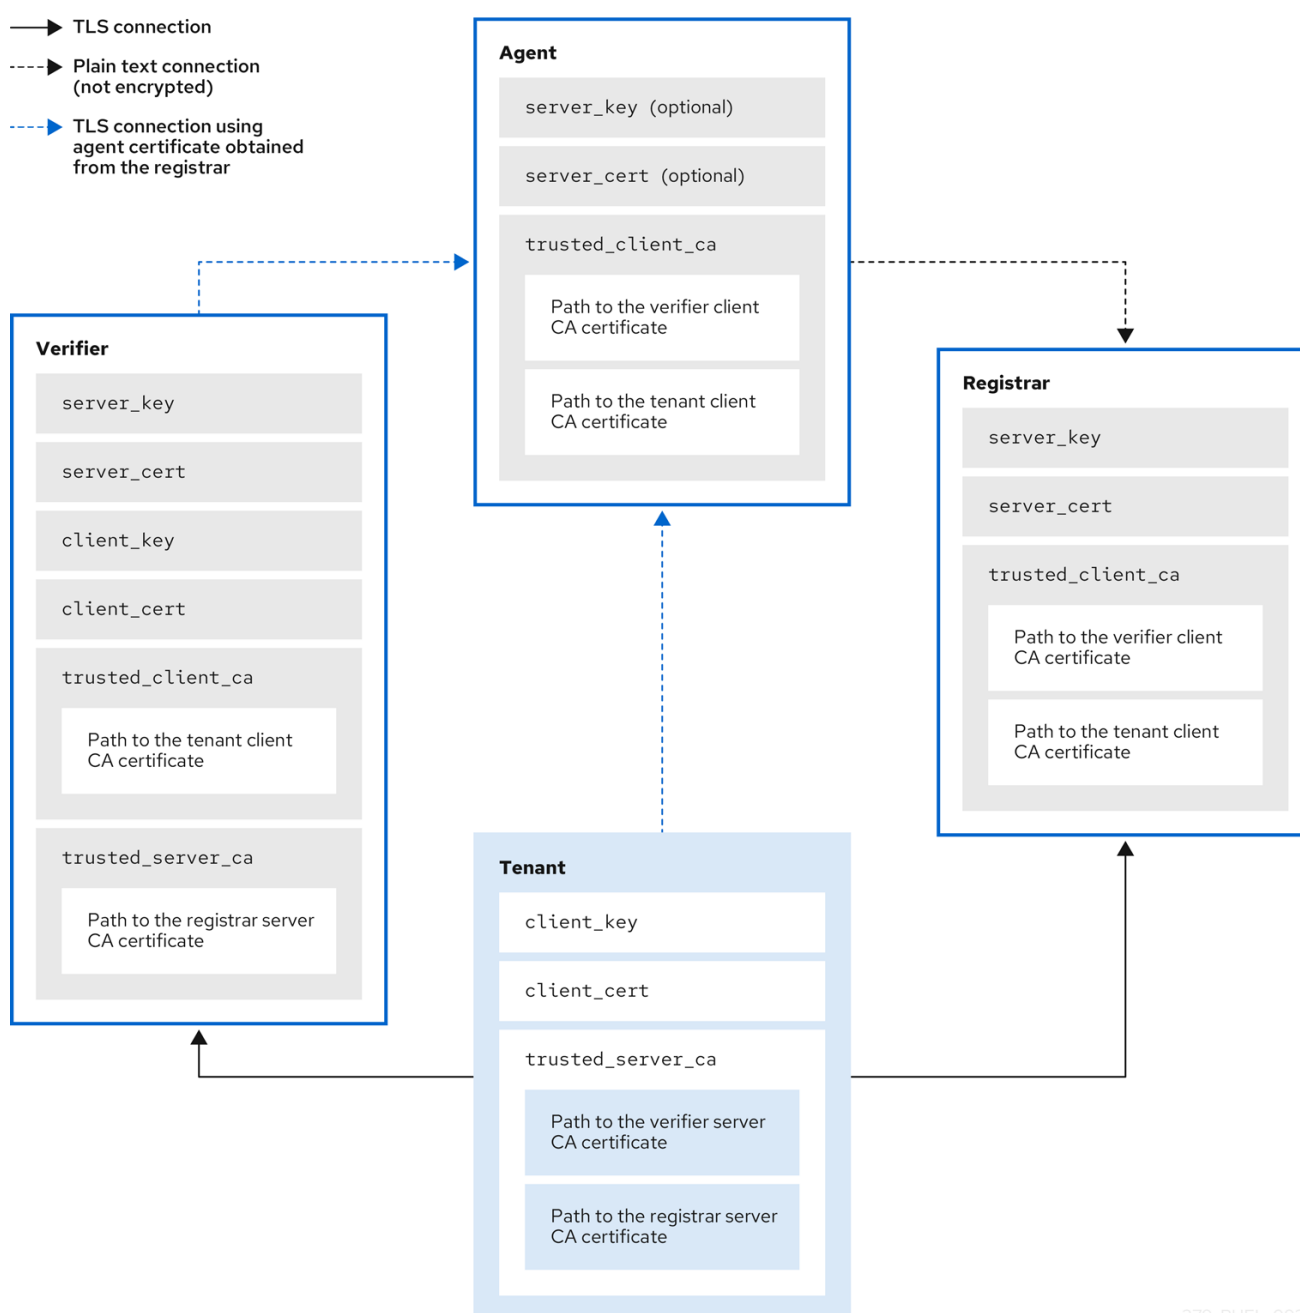 TLS connection
Plain text connection
(not encrypted)
TLS connection using
agent certificate obtained
from the registrar
Agent
server_key (optional)
server_cert (optional)
trusted_client_ca
Path to the verifier client
CA certificate
Path to the tenant client
CA certificate
Verifier
server_key
server_cert
client_key
client_cert
trusted_client_ca
Path to the tenant client
CA certificate
trusted_server_ca
Path to the registrar server
CA certificate
Registrar
server_key
server_cert
trusted_client_ca
Path to the verifier client
CA certificate
Path to the tenant client
CA certificate
Tenant
client_key
client_cert
trusted_server_ca
Path to the verifier server
CA certificate
Path to the registrar server
CA certificate